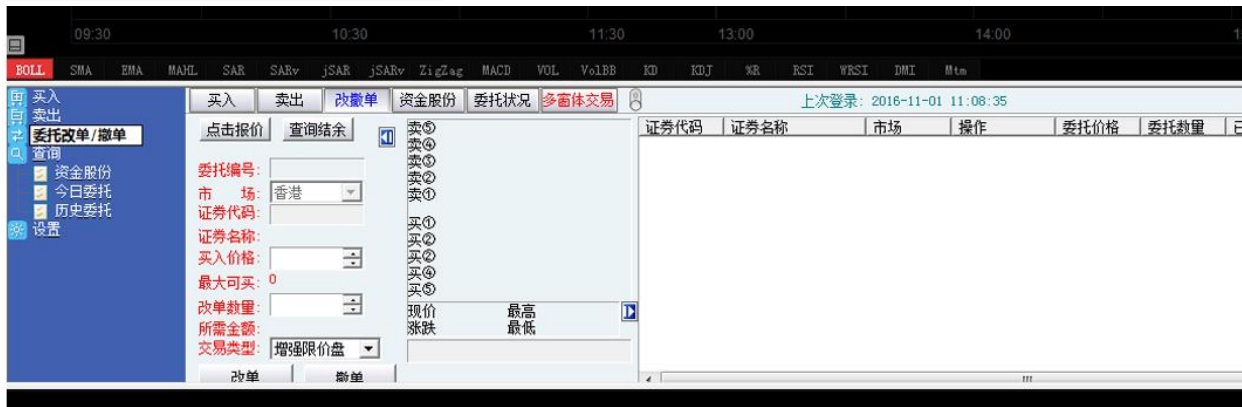 09:30 10:30 11:30 13:00 14:00
BOLL SMA EMA MAHL SAR SARv jSAR jSARv ZigZag MACD VOL VolBB KD KDJ %R RSI WRSI DMI Mtm
买入
卖出
委托改单/撤单
查询
资金股份
今日委托
历史委托
设置
买入 卖出 改撤单 资金股份 委托状况 多窗体交易 上次登录: 2016-11-01 11:08:35
点击报价 查询结余
委托编号:
市 场: 香港
证券代码:
证券名称:
买入价格:
最大可买: 0
改单数量:
所需金额:
交易类型: 增强限价盘
改单 撤单
卖⑤
卖④
卖③
卖②
卖①
买①
买②
买②
买④
买⑤
现价 最高
涨跌 最低
证券代码 证券名称 市场 操作 委托价格 委托数量